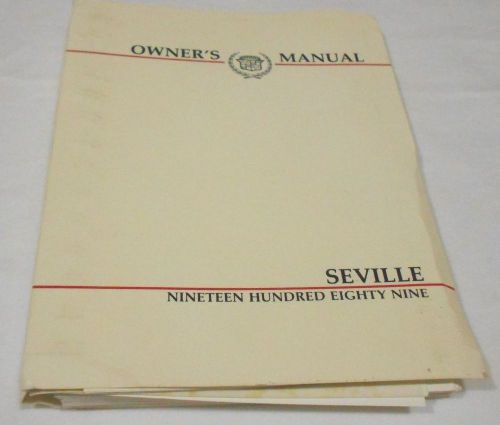 OWNER'S MANUAL
SEVILLE
NINETEEN HUNDRED EIGHTY NINE